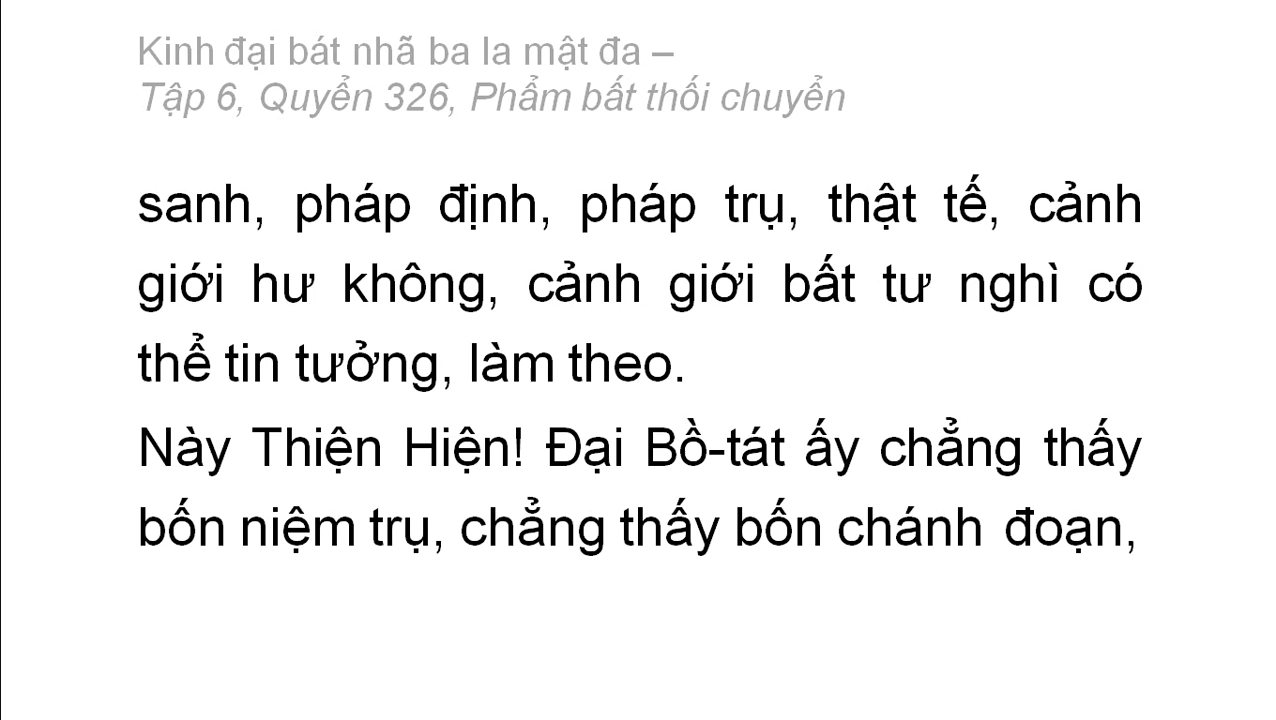 Kinh đại bát nhã ba la mật đa –
Tập 6, Quyển 326, Phẩm bất thối chuyển
sanh, pháp định, pháp trụ, thật tế, cảnh
giới hư không, cảnh giới bất tư nghì có
thể tin tưởng, làm theo.
Này Thiện Hiện! Đại Bồ-tát ấy chẳng thấy
bốn niệm trụ, chẳng thấy bốn chánh đoạn,